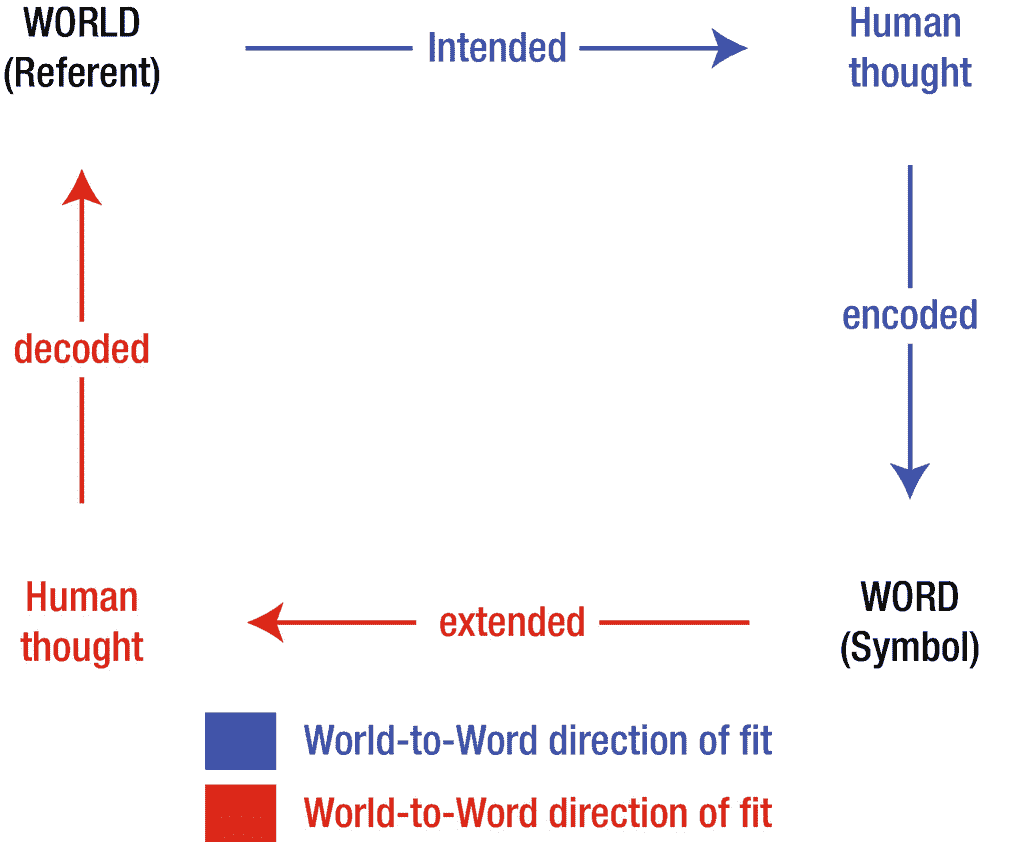 WORLD
(Referent)
Intended
Human
thought
decoded
encoded
Human
thought
extended
WORD
(Symbol)
World-to-Word direction of fit
World-to-Word direction of fit